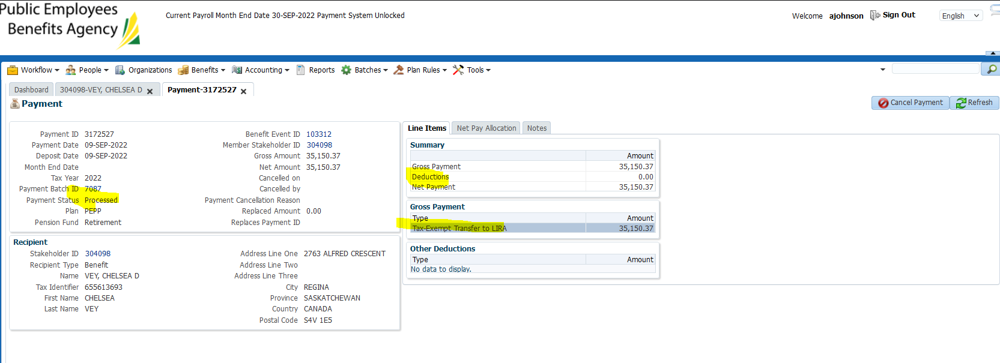 Public Employees
Benefits Agency
Current Payroll Month End Date 30-SEP-2022 Payment System Unlocked
Welcome ajohnson Sign Out English
Workflow People Organizations Benefits Accounting Reports Batches Plan Rules Tools
Dashboard 304098-VEY, CHELSEA D Payment-3172527
Payment
Cancel Payment Refresh
Payment ID 3172527
Payment Date 09-SEP-2022
Deposit Date 09-SEP-2022
Month End Date
Tax Year 2022
Payment Batch ID 7087
Payment Status Processed
Plan PEPP
Pension Fund Retirement
Benefit Event ID 103312
Member Stakeholder ID 304098
Gross Amount 35,150.37
Net Amount 35,150.37
Cancelled on
Cancelled by
Payment Cancellation Reason
Replaced Amount 0.00
Replaces Payment ID
Recipient
Stakeholder ID 304098
Recipient Type Benefit
Name VEY, CHELSEA D
Tax Identifier 655613693
First Name CHELSEA
Last Name VEY
Address Line One 2763 ALFRED CRESCENT
Address Line Two
Address Line Three
City REGINA
Province SASKATCHEWAN
Country CANADA
Postal Code S4V 1E5
Line Items Net Pay Allocation Notes
Summary
Amount
Gross Payment 35,150.37
Deductions 0.00
Net Payment 35,150.37
Gross Payment
Type Amount
Tax-Exempt Transfer to LIRA 35,150.37
Other Deductions
Type Amount
No data to display.